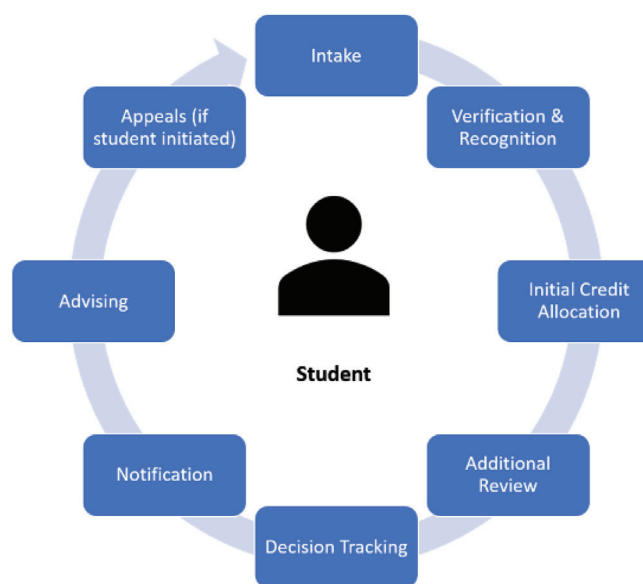 Intake
Verification &
Recognition
Initial Credit
Allocation
Additional
Review
Decision Tracking
Notification
Advising
Appeals (if
student initiated)
Student